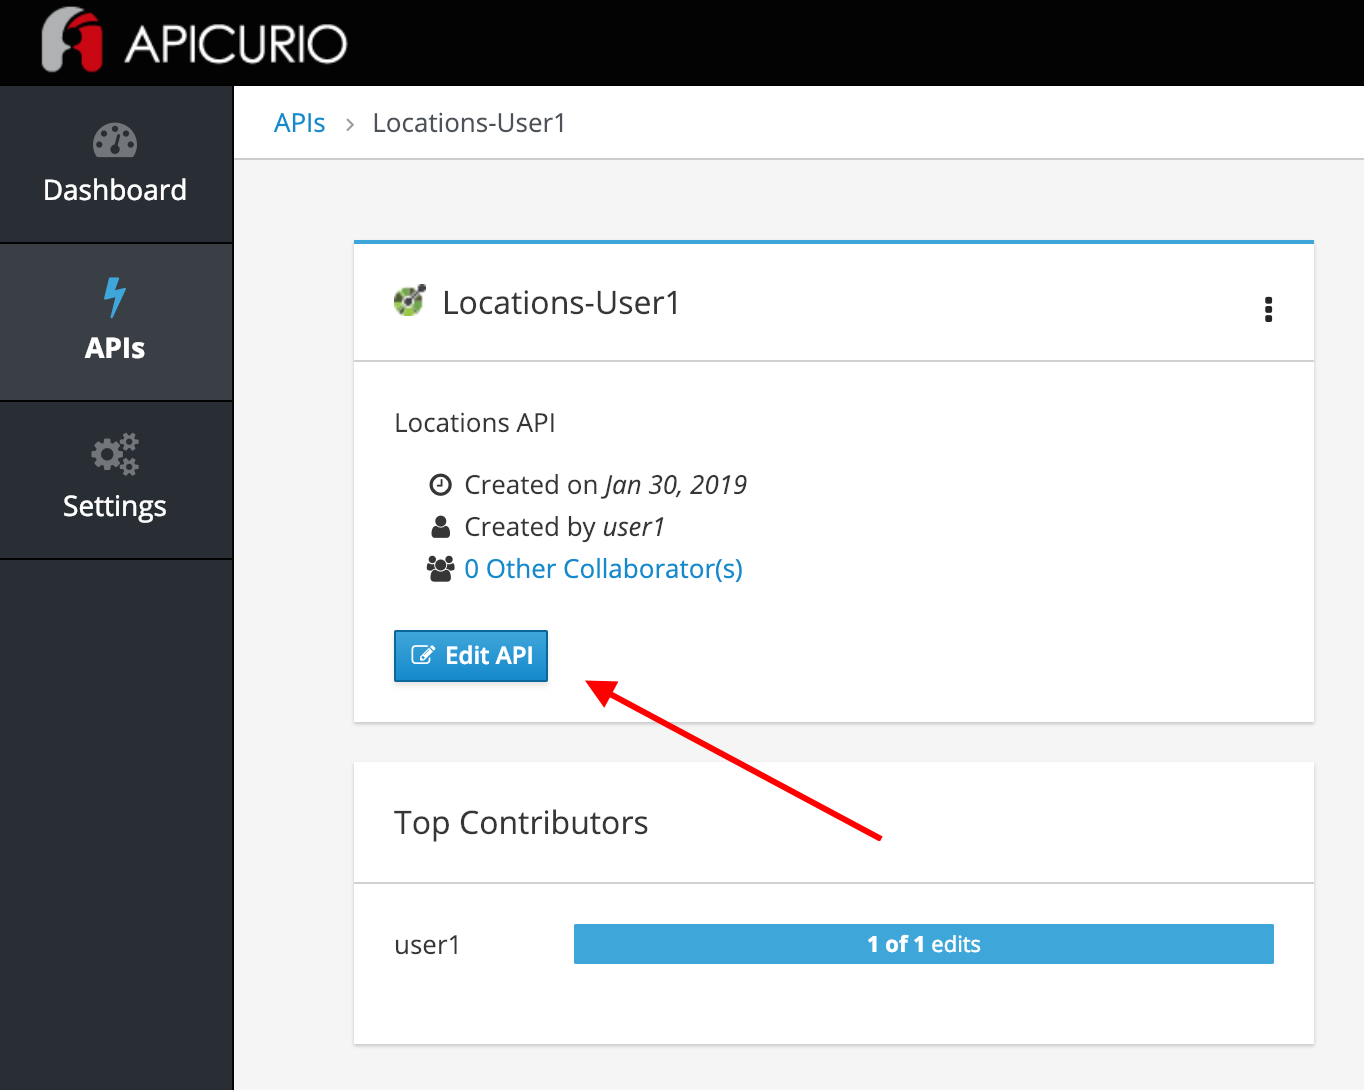 APICURIO
Dashboard
APIs
Settings
APIs > Locations-User1
Locations-User1
Locations API
Created on Jan 30, 2019
Created by user1
0 Other Collaborator(s)
Edit API
Top Contributors
user1 1 of 1 edits